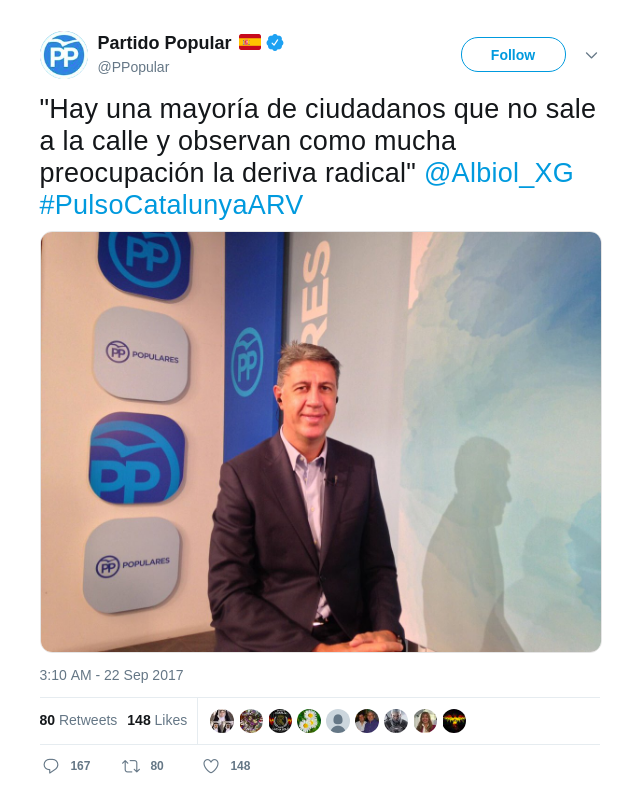 Partido Popular
@PPopular
Follow
"Hay una mayoría de ciudadanos que no sale
a la calle y observan como mucha
preocupación la deriva radical" @Albiol_XG
#PulsoCatalunyaARV
PP
RES
PP
POPULARES
PP
PP
PP
POPULARES
3:10 AM - 22 Sep 2017
80 Retweets 148 Likes
167 80 148